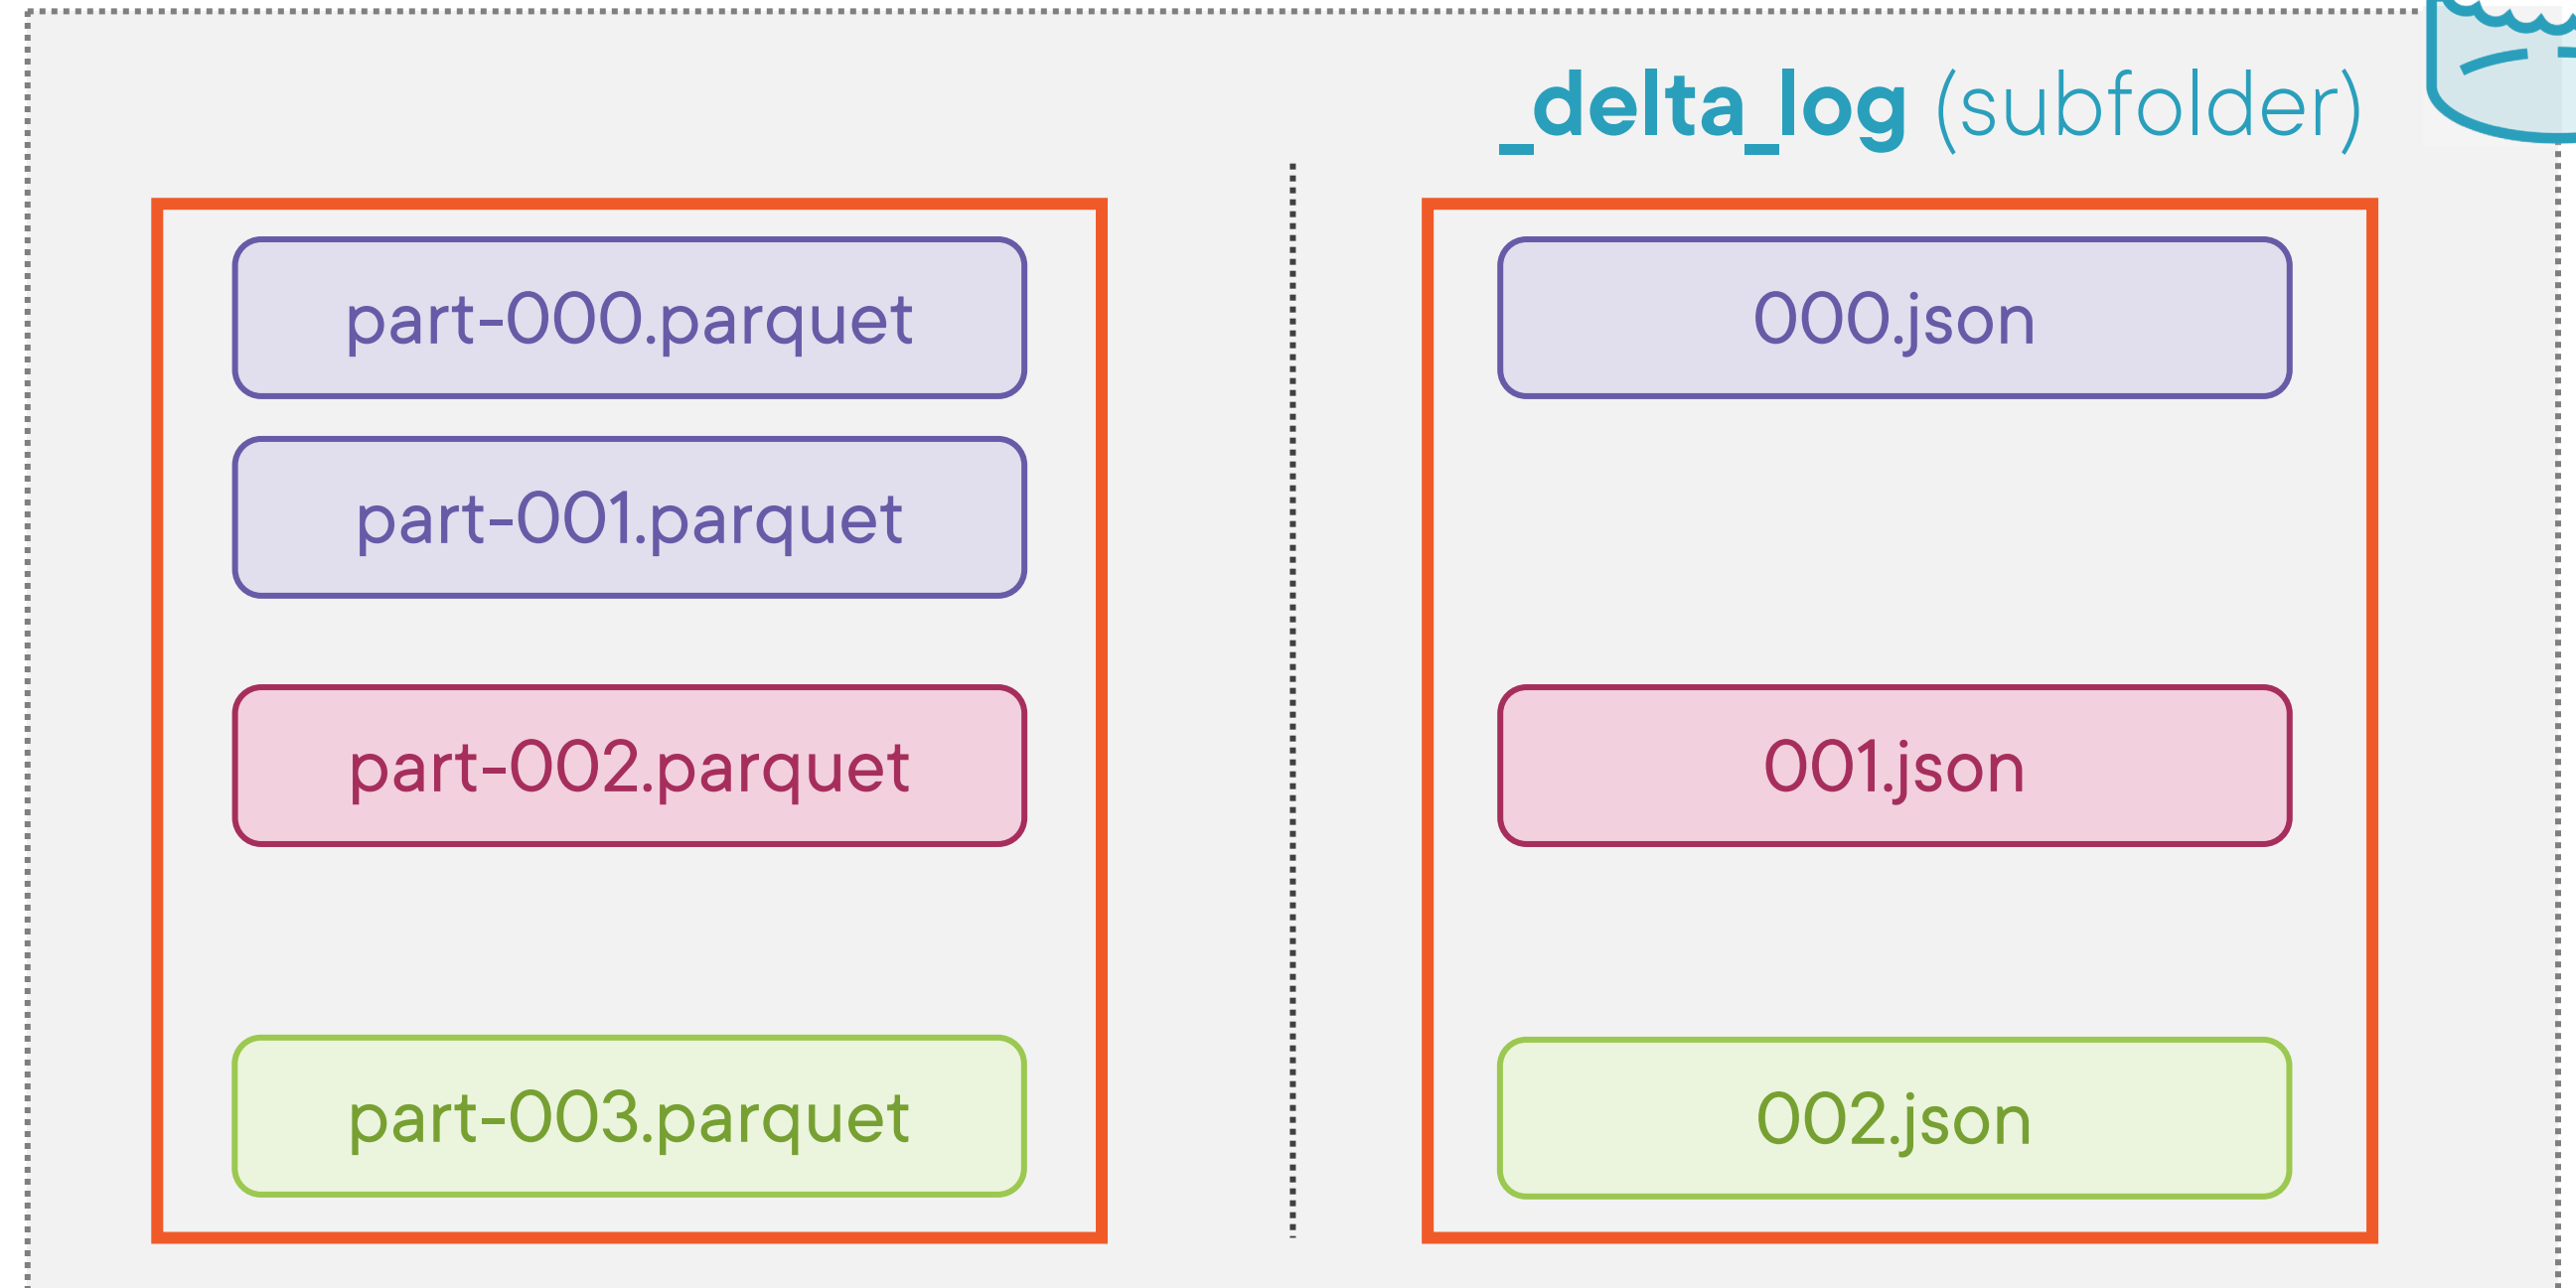 _delta_log (subfolder)
part-000.parquet
000.json
part-001.parquet
part-002.parquet
001.json
part-003.parquet
002.json